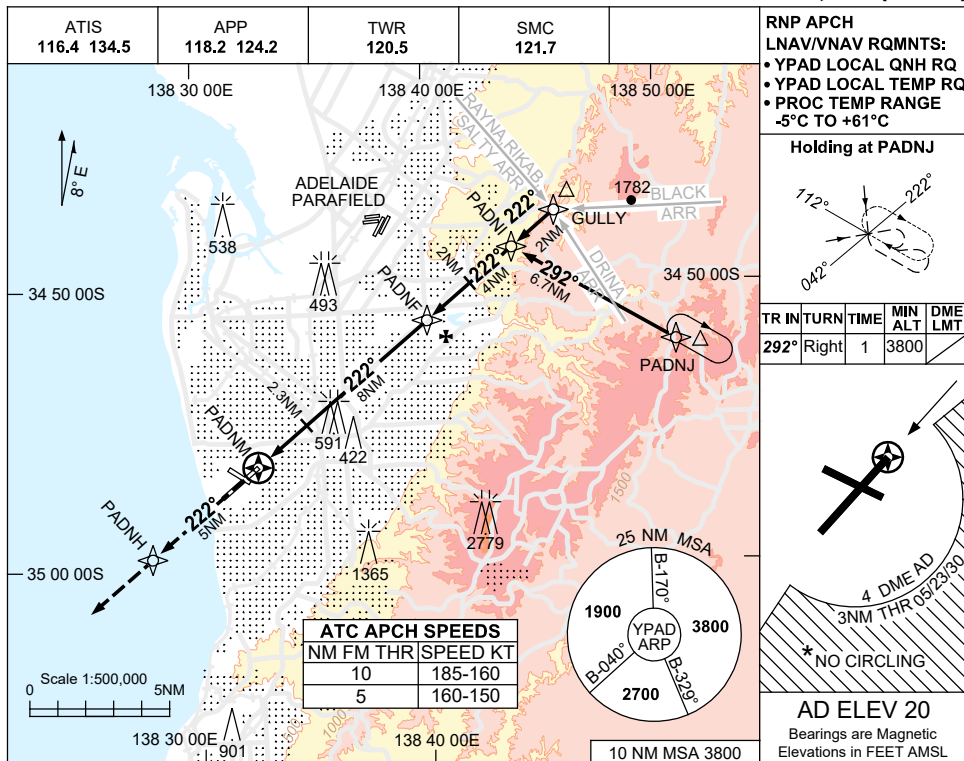 ATIS
116.4 134.5
APP
118.2 124.2
TWR
120.5
SMC
121.7
RNP APCH
LNAV/VNAV RQMNTS:
• YPAD LOCAL QNH RQ
• YPAD LOCAL TEMP RQ
• PROC TEMP RANGE
-5°C TO +61°C
138 30 00E
138 40 00E
138 50 00E
8° E
RAYVA, RIKAB,
SALTY ARR
Holding at PADNJ
112°
222°
042°
1782
BLACK
ARR
GULLY
222°
2NM
PADNI
ADELAIDE
PARAFIELD
538
493
222°
4NM
2NM
292°
6.7NM
DRINA
ARR
34 50 00S
34 50 00S
PADNF
PADNJ
TR IN TURN TIME MIN ALT DME LMT
292° Right 1 3800
222°
8NM
2.3NM
591
422
PADNM
222°
5NM
PADNH
2779
1365
1500
35 00 00S
25 NM MSA
B-170°
1900
3800
YPAD
ARP
B-040°
B-329°
2700
ATC APCH SPEEDS
NM FM THR SPEED KT
10 185-160
5 160-150
4 DME AD
3NM THR 05/23/30
* NO CIRCLING
Scale 1:500,000
0 5NM
500
1000
901
138 30 00E
138 40 00E
10 NM MSA 3800
AD ELEV 20
Bearings are Magnetic
Elevations in FEET AMSL